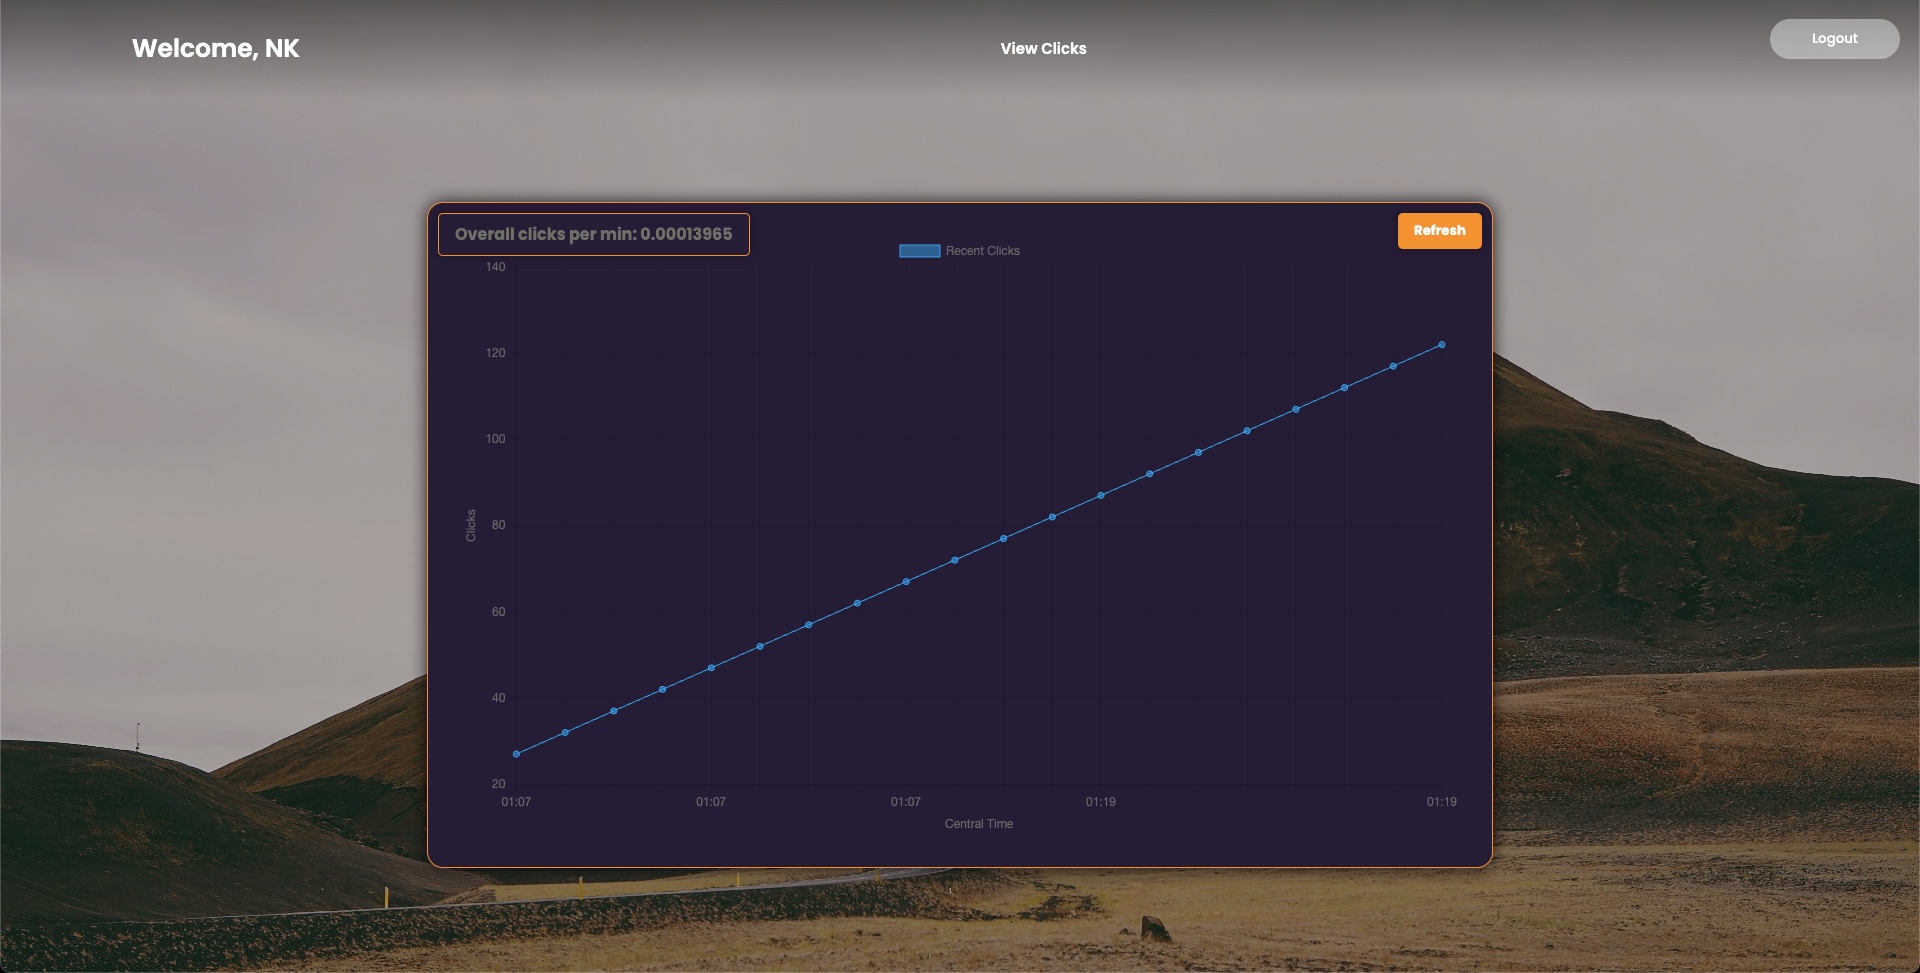 Welcome, NK
View Clicks
Logout
Overall clicks per min: 0.00013965
Refresh
Recent Clicks
140
120
100
80
60
40
20
Clicks
01:07
01:07
01:07
01:19
01:19
Central Time